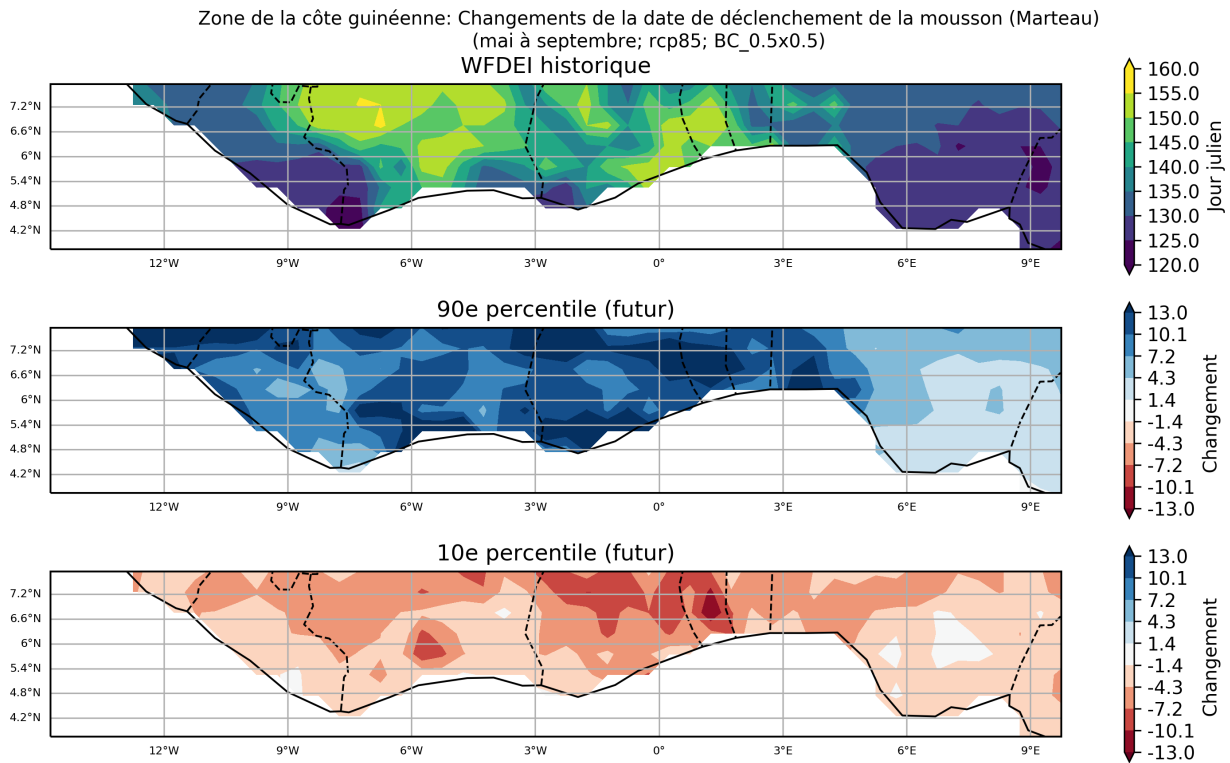 Zone de la côte guinéenne: Changements de la date de déclenchement de la mousson (Marteau)
(mai à septembre; rcp85; BC_0.5x0.5)
WFDEI historique
7.2°N
6.6°N
6°N
5.4°N
4.8°N
4.2°N
12°W 9°W 6°W 3°W 0° 3°E 6°E 9°E
160.0
155.0
150.0
145.0
140.0
135.0
130.0
125.0
120.0
Jour julien
90e percentile (futur)
7.2°N
6.6°N
6°N
5.4°N
4.8°N
4.2°N
12°W 9°W 6°W 3°W 0° 3°E 6°E 9°E
13.0
10.1
7.2
4.3
1.4
-1.4
-4.3
-7.2
-10.1
-13.0
Changement
10e percentile (futur)
7.2°N
6.6°N
6°N
5.4°N
4.8°N
4.2°N
12°W 9°W 6°W 3°W 0° 3°E 6°E 9°E
13.0
10.1
7.2
4.3
1.4
-1.4
-4.3
-7.2
-10.1
-13.0
Changement